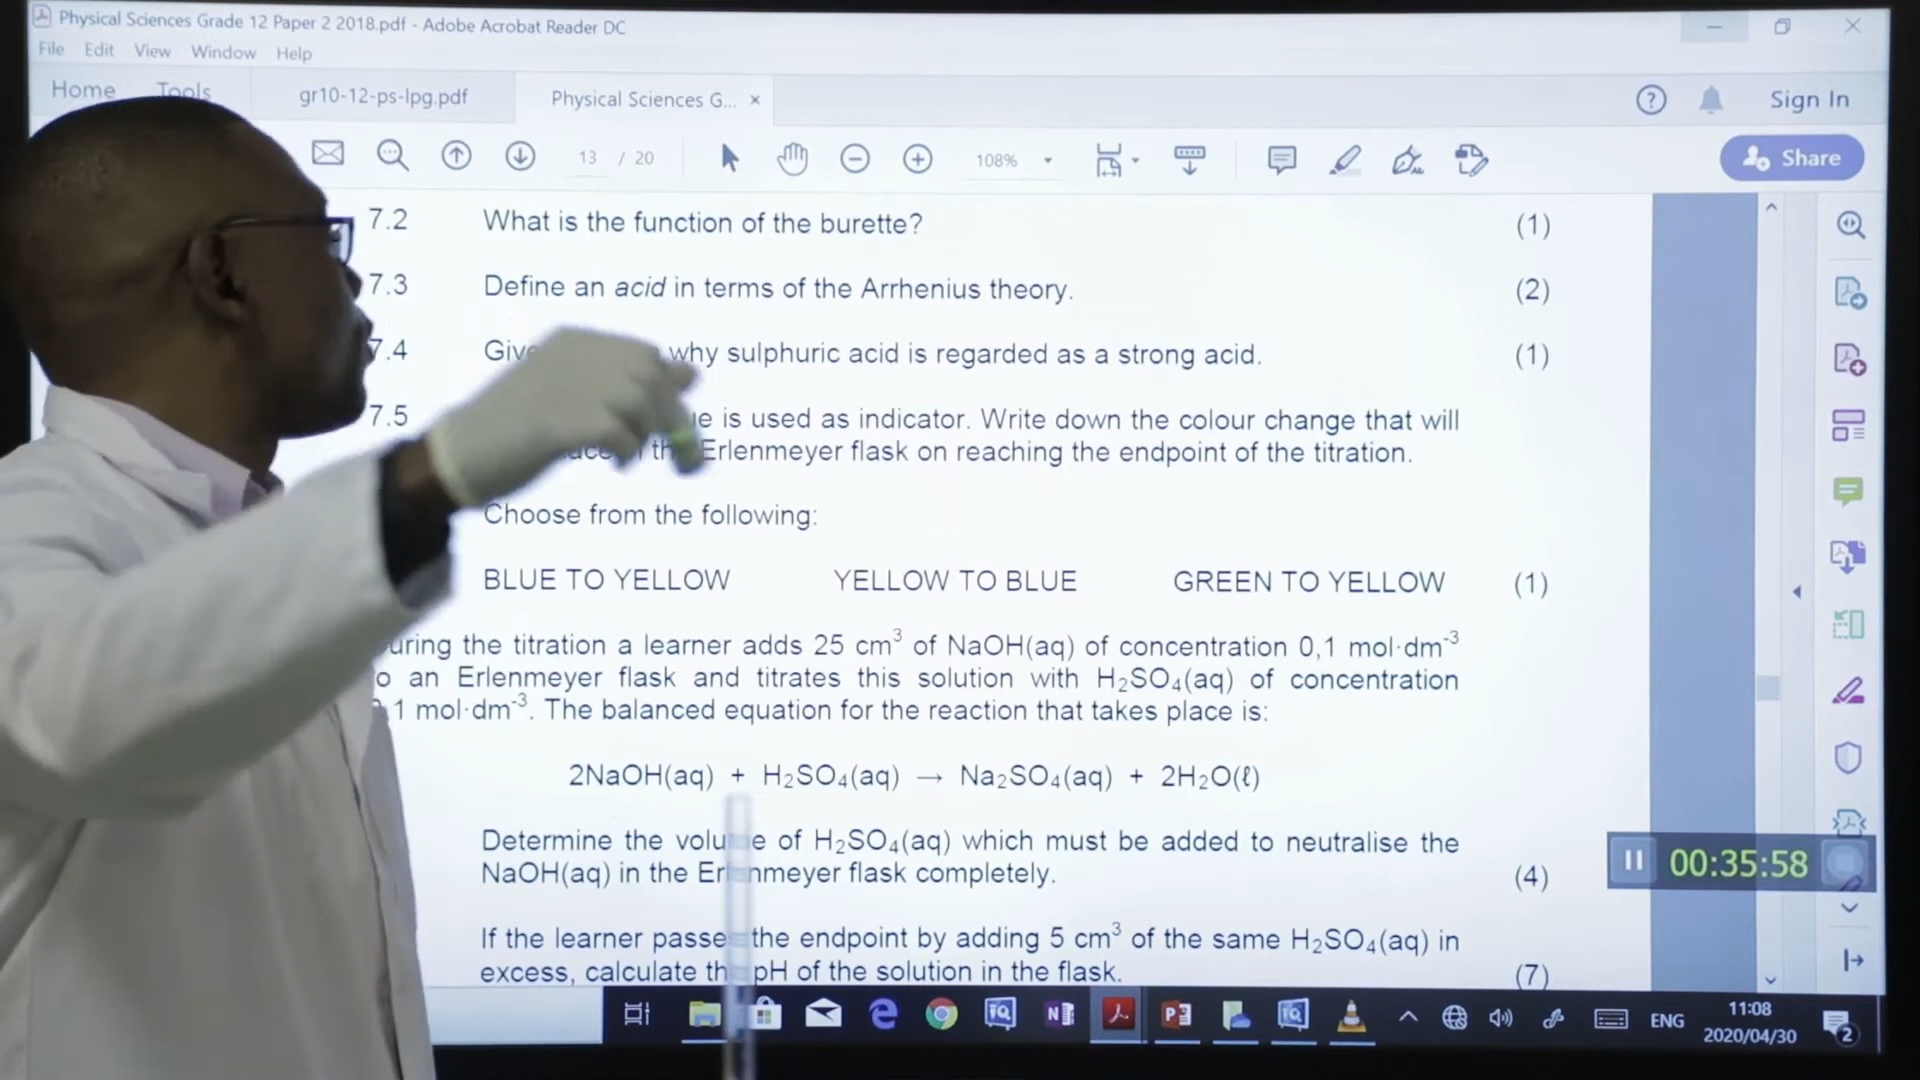 Physical Sciences Grade 12 Paper 2 2018.pdf - Adobe Acrobat Reader DC
File Edit View Window Help
Home Tools gr10-12-ps-lpg.pdf Physical Sciences G... × Sign In
13 / 20 108% Share
7.2 What is the function of the burette? (1)
7.3 Define an acid in terms of the Arrhenius theory. (2)
7.4 why sulphuric acid is regarded as a strong acid. (1)
7.5 is used as indicator. Write down the colour change that will
Erlenmeyer flask on reaching the endpoint of the titration.
Choose from the following:
BLUE TO YELLOW YELLOW TO BLUE GREEN TO YELLOW (1)
the titration a learner adds 25 cm³ of NaOH(aq) of concentration 0,1 mol·dm⁻³
an Erlenmeyer flask and titrates this solution with H₂SO₄(aq) of concentration
1 mol·dm⁻³. The balanced equation for the reaction that takes place is:
2NaOH(aq) + H₂SO₄(aq) → Na₂SO₄(aq) + 2H₂O(ℓ)
Determine the volume of H₂SO₄(aq) which must be added to neutralise the
NaOH(aq) in the Erlenmeyer flask completely. (4)
If the learner passes the endpoint by adding 5 cm³ of the same H₂SO₄(aq) in
excess, calculate the pH of the solution in the flask. (7)
00:35:58
ENG 11:08
2020/04/30
2